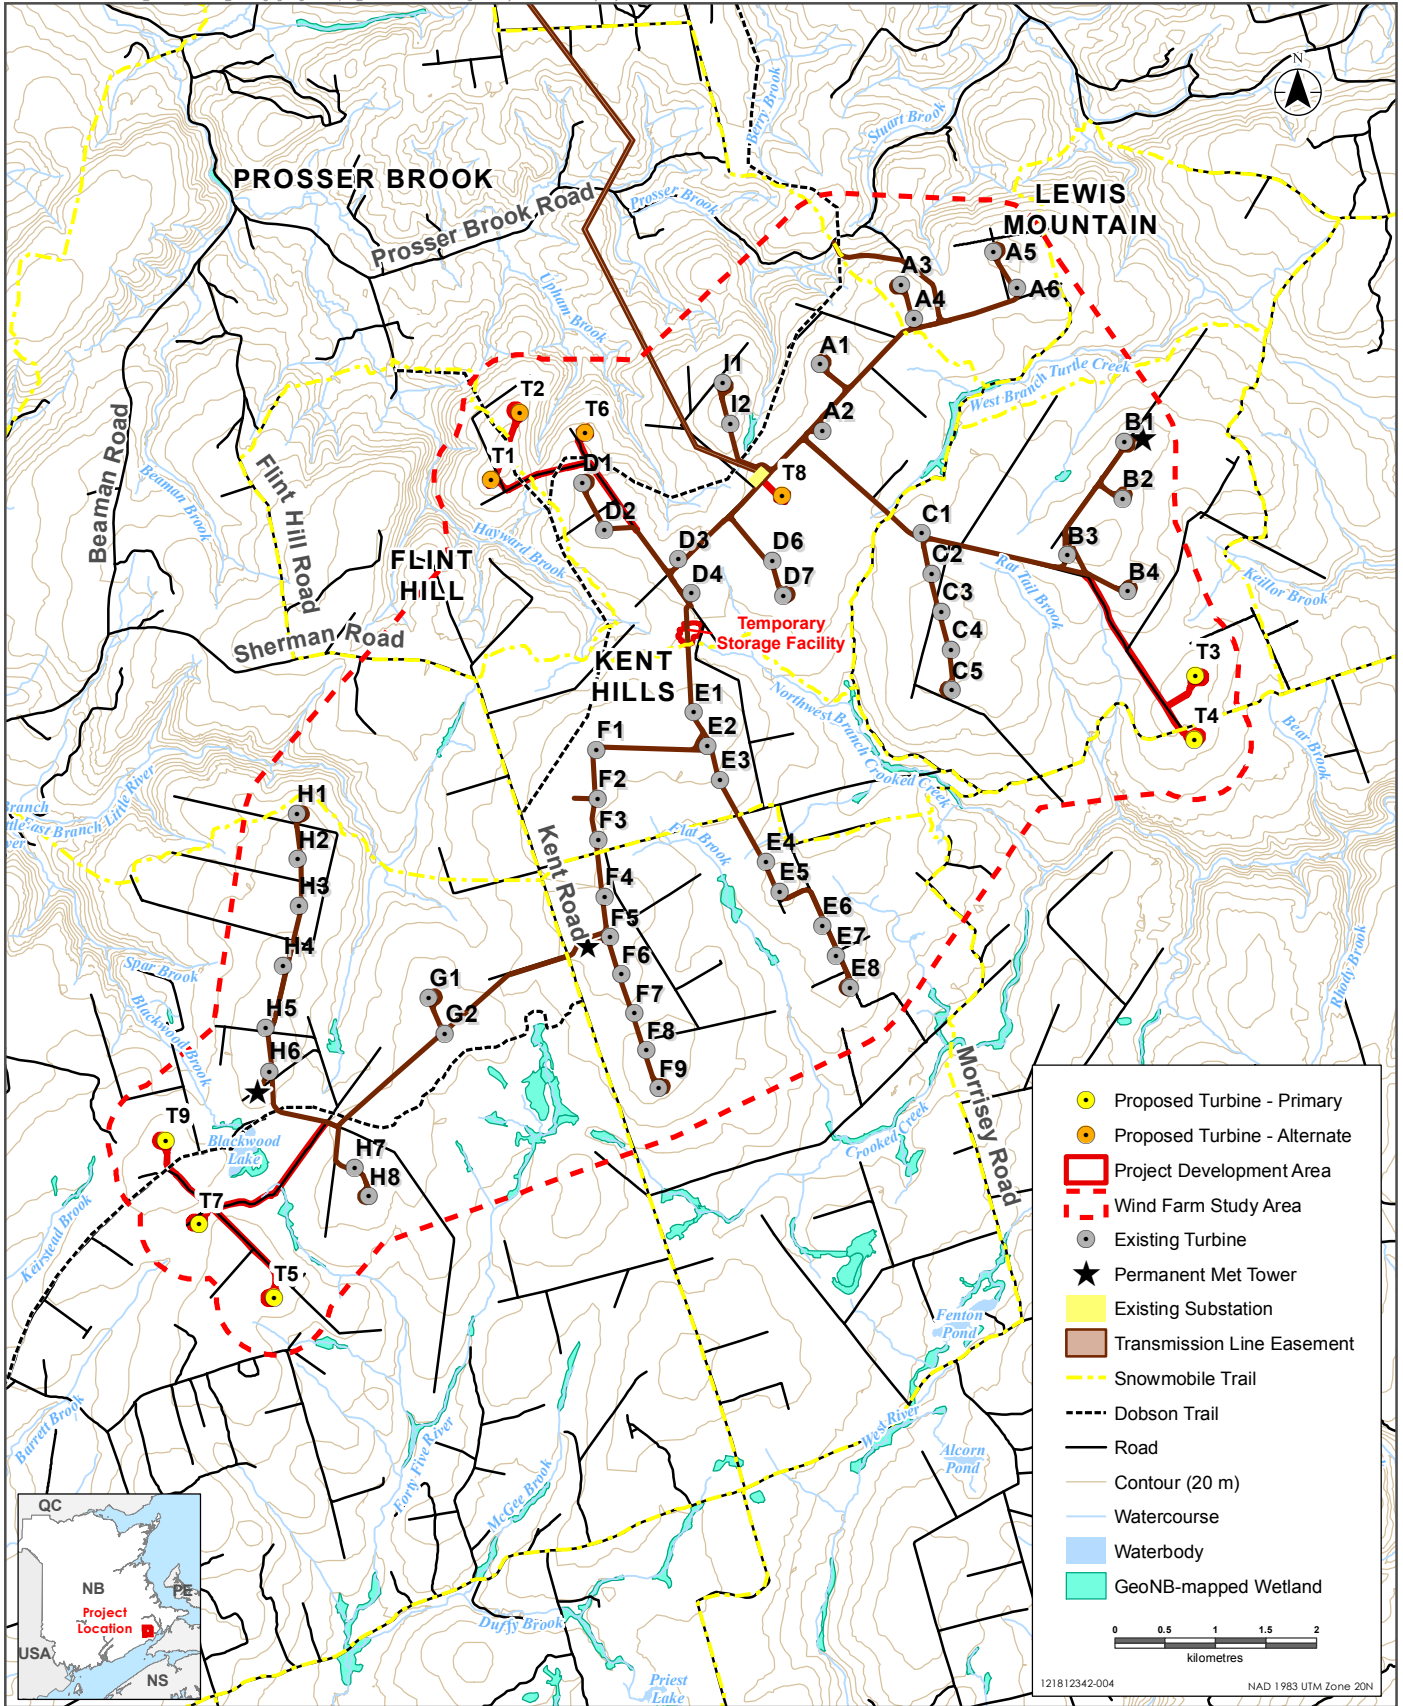 N
Stuart Brook
Berry Brook
PROSSER BROOK
LEWIS
MOUNTAIN
Prosser Brook Road
Prosser Brook
A5
A3
A6
A4
Upham Brook
A1
I1
West Branch Turtle Creek
T2
I2
A2
T6
B1
Beaman Road
Flint Hill Road
T1
D1
T8
B2
Beaman Brook
D2
C1
Hayward Brook
D3
D6
B3
C2
FLINT
HILL
D4
D7
Rat Tail Brook
B4
Keillor Brook
C3
Temporary
Storage Facility
C4
Sherman Road
KENT
HILLS
C5
T3
E1
Northwest Branch Crooked Creek
T4
F1
E2
Bear Brook
E3
F2
Branch
East Branch Little River
H1
F3
Flat Brook
H2
Kent Road
E4
F4
E5
H3
F5
E6
H4
F6
E7
Spar Brook
G1
E8
Rhody Brook
F7
H5
G2
Blackwood Brook
F8
H6
F9
Morrisey Road
T9
Blackwood
Lake
Crooked Creek
H7
H8
T7
Keirstead Brook
T5
Fenton
Pond
Barrett Brook
Forty Five River
West River
Alcorn
Pond
McGee Brook
Duffy Brook
Priest
Lake
Proposed Turbine - Primary
Proposed Turbine - Alternate
Project Development Area
Wind Farm Study Area
Existing Turbine
Permanent Met Tower
Existing Substation
Transmission Line Easement
Snowmobile Trail
Dobson Trail
Road
Contour (20 m)
Watercourse
Waterbody
GeoNB-mapped Wetland
0 0.5 1 1.5 2
kilometres
121812342-004
NAD 1983 UTM Zone 20N
QC
NB
PE
Project
Location
USA
NS